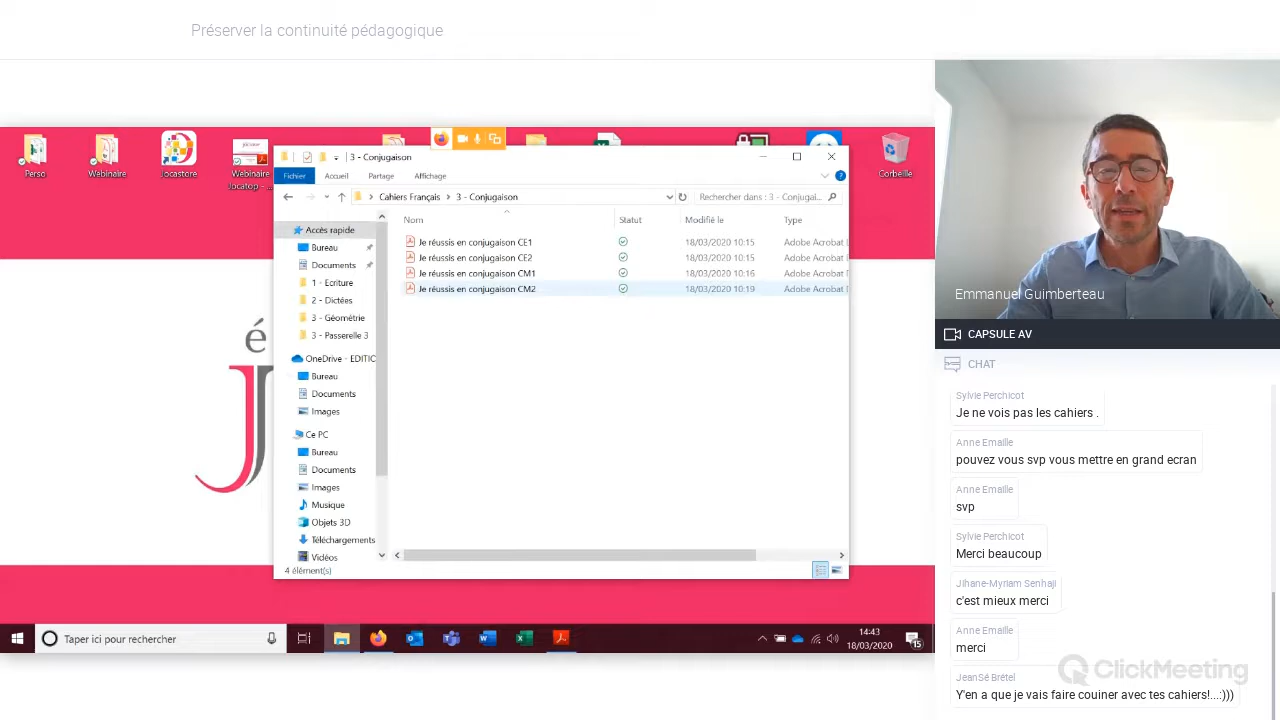 Préserver la continuité pédagogique
Perso
Webinaire
Jocastore
Webinaire
Jocatop - ...
Corbeille
3 - Conjugaison
Fichier
Accueil
Partage
Affichage
Cahiers Français > 3 - Conjugaison
Rechercher dans : 3 - Conjugai...
Nom
Statut
Modifié le
Type
Je réussis en conjugaison CE1
18/03/2020 10:15
Adobe Acrobat
Je réussis en conjugaison CE2
18/03/2020 10:15
Adobe Acrobat
Je réussis en conjugaison CM1
18/03/2020 10:16
Adobe Acrobat
Je réussis en conjugaison CM2
18/03/2020 10:19
Adobe Acrobat
Accès rapide
Bureau
Documents
1 - Ecriture
2 - Dictées
3 - Géométrie
3 - Passerelle 3
OneDrive - EDITIC
Bureau
Documents
Images
Ce PC
Bureau
Documents
Images
Musique
Objets 3D
Téléchargements
Vidéos
4 élément(s)
é
J
Taper ici pour rechercher
14:43
18/03/2020
15
Emmanuel Guimberteau
CAPSULE AV
CHAT
Sylvie Perchicot
Je ne vois pas les cahiers .
Anne Emaille
pouvez vous svp vous mettre en grand ecran
Anne Emaille
svp
Sylvie Perchicot
Merci beaucoup
Jihane-Myriam Senhaji
c'est mieux merci
Anne Emaille
merci
JeanSé Brétel
Y'en a que je vais faire couiner avec tes cahiers!...:)))
ClickMeeting